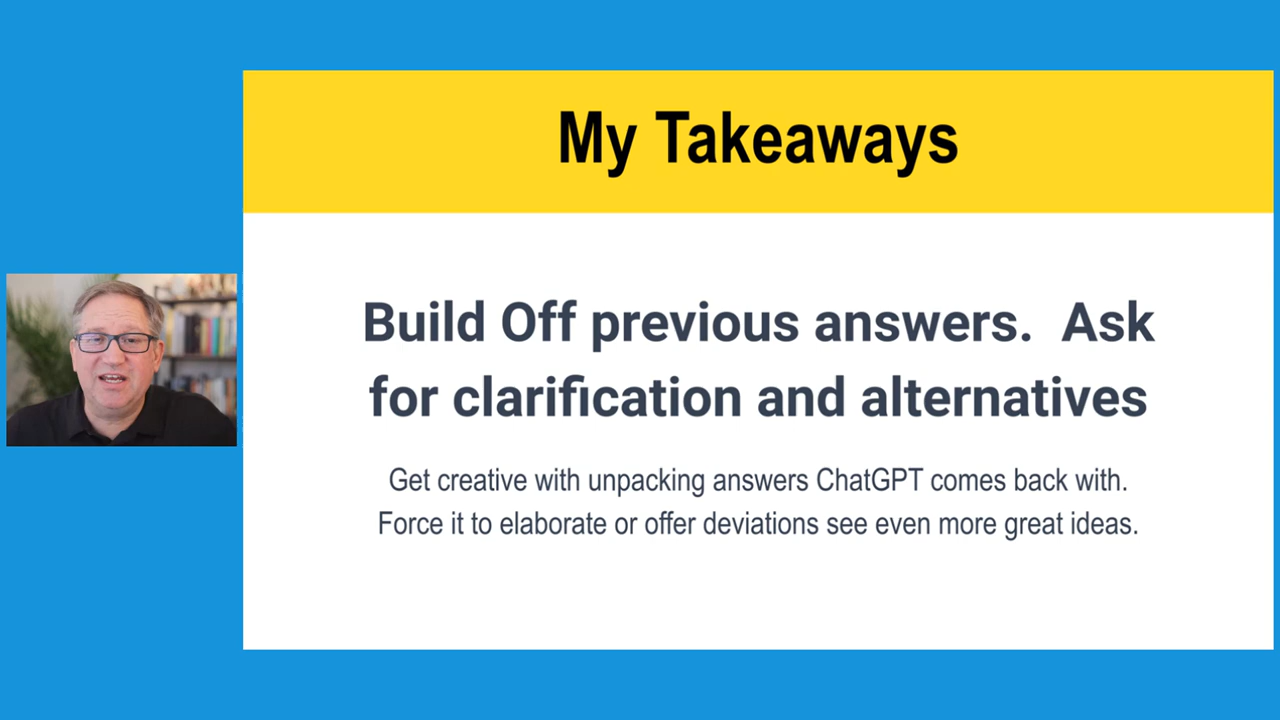 My Takeaways
Build Off previous answers.  Ask
for clarification and alternatives
Get creative with unpacking answers ChatGPT comes back with.
Force it to elaborate or offer deviations see even more great ideas.